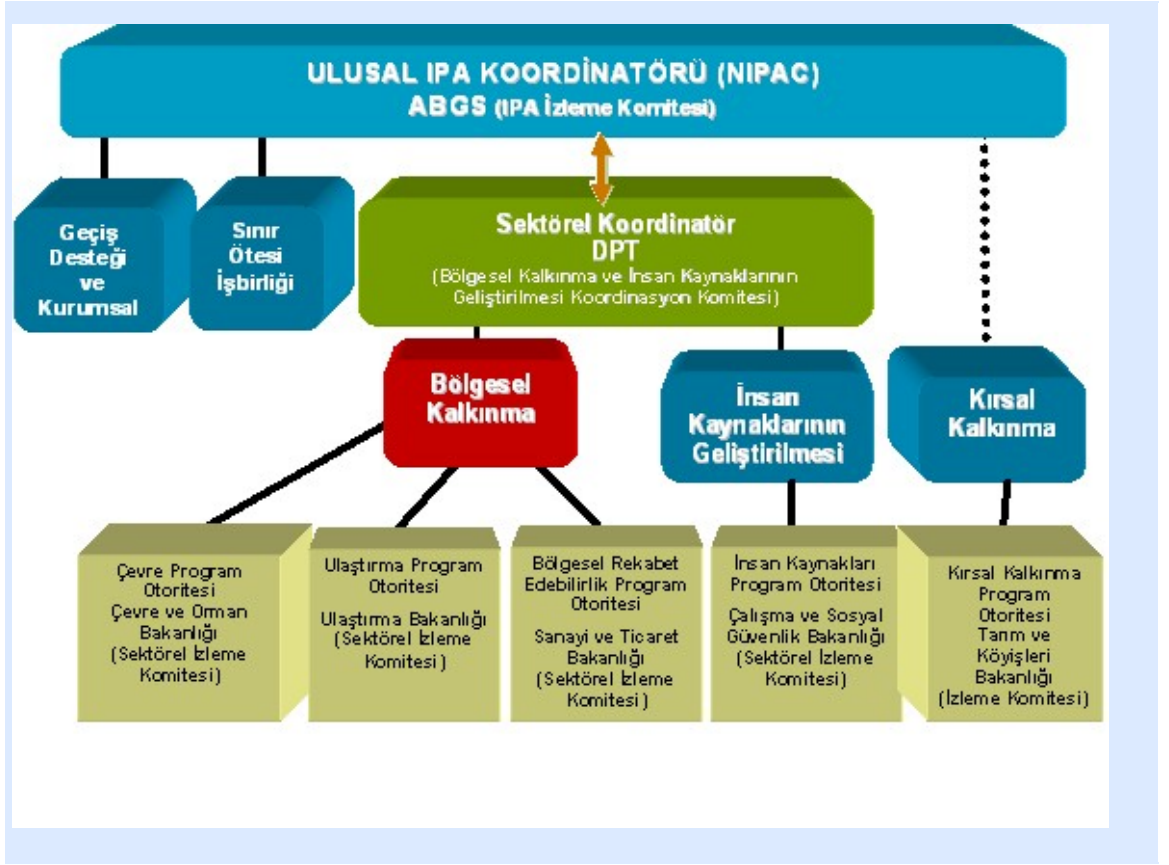 ULUSAL IPA KOORDİNATÖRÜ (NIPAC)
ABGS (IPA İzleme Komitesi)
Geçiş
Desteği
ve
Kurumsal
Sınır
Ötesi
İşbirliği
Sektörel Koordinatör
DPT
(Bölgesel Kalkınma ve İnsan Kaynaklarının
Geliştirilmesi Koordinasyon Komitesi)
Bölgesel
Kalkınma
İnsan
Kaynaklarının
Geliştirilmesi
Kırsal
Kalkınma
Çevre Program
Otoritesi
Çevre ve Orman
Bakanlığı
(Sektörel İzleme
Komitesi)
Ulaştırma Program
Otoritesi
Ulaştırma Bakanlığı
(Sektörel İzleme
Komitesi)
Bölgesel Rekabet
Edebilirlik Program
Otoritesi
Sanayi ve Ticaret
Bakanlığı
(Sektörel İzleme
Komitesi)
İnsan Kaynakları
Program Otoritesi
Çalışma ve Sosyal
Güvenlik Bakanlığı
(Sektörel İzleme
Komitesi)
Kırsal Kalkınma
Program
Otoritesi
Tarım ve
Köyişleri
Bakanlığı
(İzleme Komitesi)